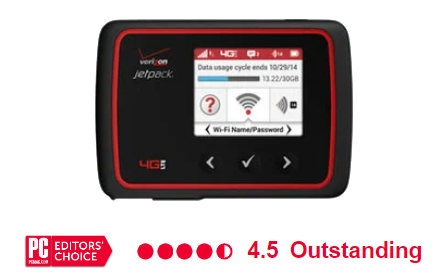 verizon
jetpack.
4G
Data usage cycle ends 10/29/14
13.22/30GB
?
Wi-Fi Name/Password
4G LTE
PC
PCMAG.COM
EDITORS'
CHOICE
4.5 Outstanding